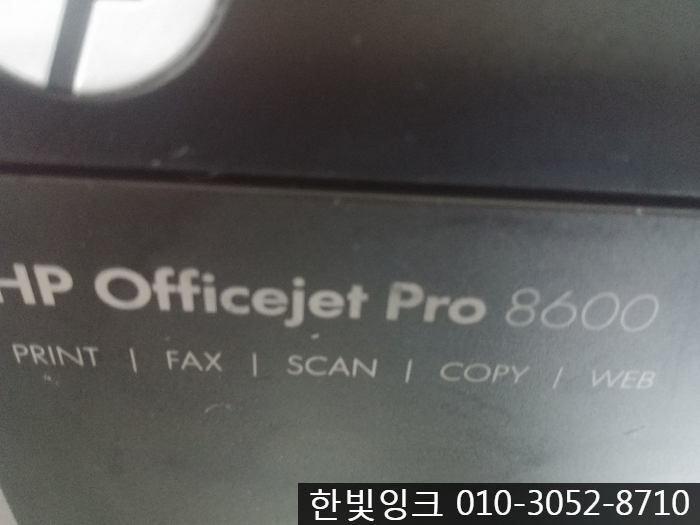 HP Officejet Pro 8600
PRINT | FAX | SCAN | COPY | WEB
한빛잉크 010-3052-8710